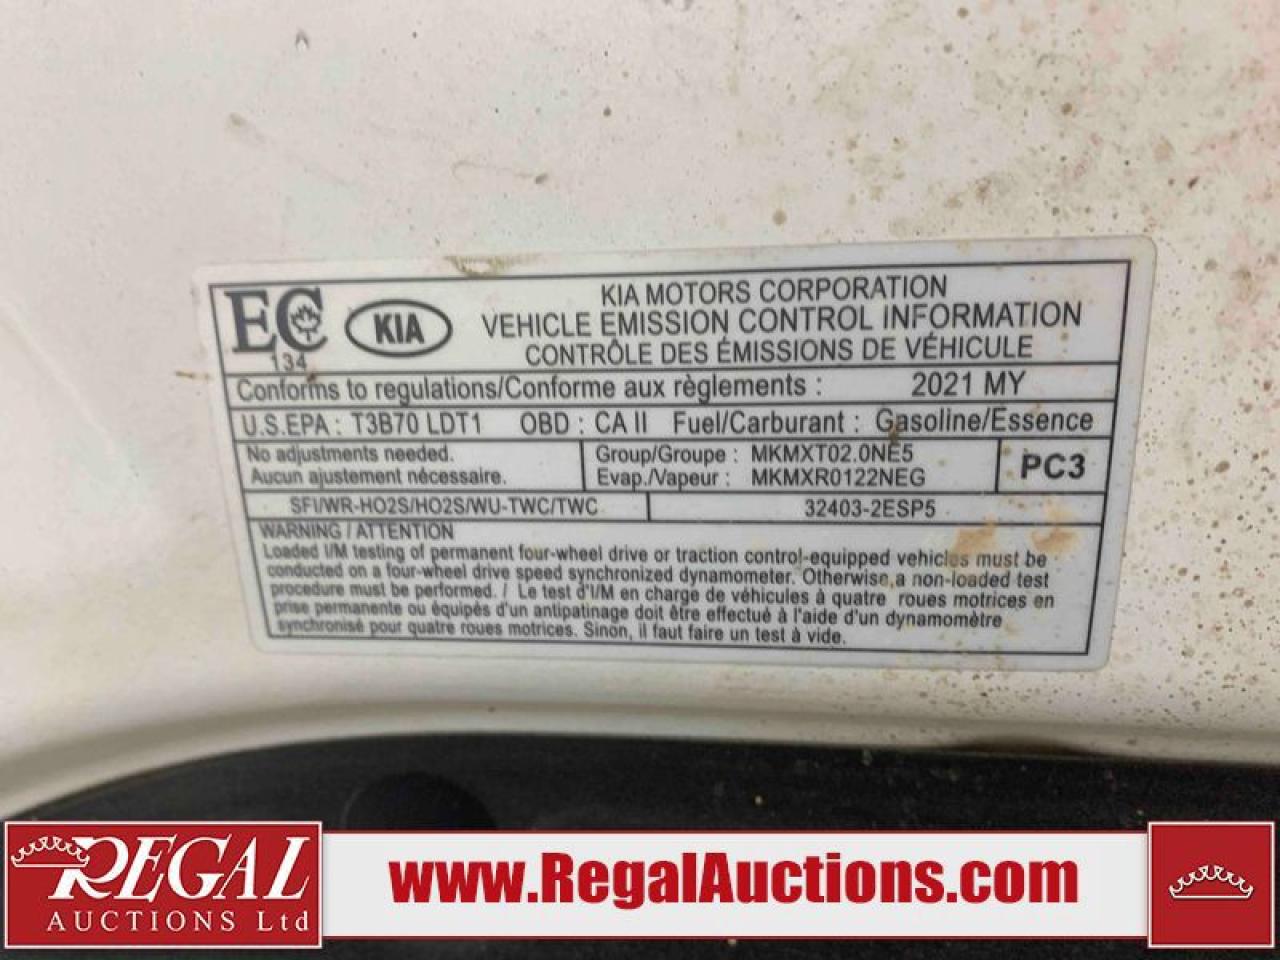 EC
134
KIA
KIA MOTORS CORPORATION
VEHICLE EMISSION CONTROL INFORMATION
CONTRÔLE DES ÉMISSIONS DE VÉHICULE
Conforms to regulations/Conforme aux règlements : 2021 MY
U.S.EPA : T3B70 LDT1 OBD : CA II Fuel/Carburant : Gasoline/Essence
No adjustments needed.
Aucun ajustement nécessaire.
Group/Groupe : MKMXT02.0NE5
Evap./Vapeur : MKMXR0122NEG
PC3
SFI/WR-HO2S/HO2S/WU-TWC/TWC
32403-2ESP5
WARNING / ATTENTION
Loaded I/M testing of permanent four-wheel drive or traction control-equipped vehicles must be
conducted on a four-wheel drive speed synchronized dynamometer. Otherwise,a non-loaded test
procedure must be performed. / Le test d'I/M en charge de véhicules à quatre roues motrices en
prise permanente ou équipés d'un antipatinage doit être effectué à l'aide d'un dynamomètre
synchronisé pour quatre roues motrices. Sinon, il faut faire un test à vide.
REGAL
AUCTIONS Ltd
www.RegalAuctions.com